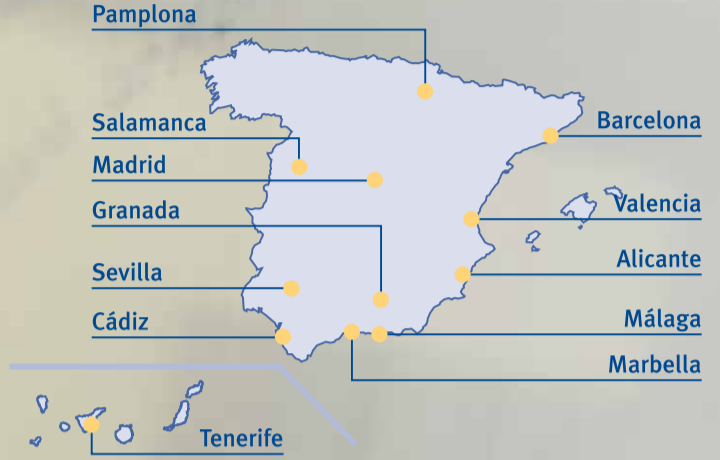 Pamplona
Salamanca
Barcelona
Madrid
Granada
Valencia
Alicante
Sevilla
Cádiz
Málaga
Marbella
Tenerife